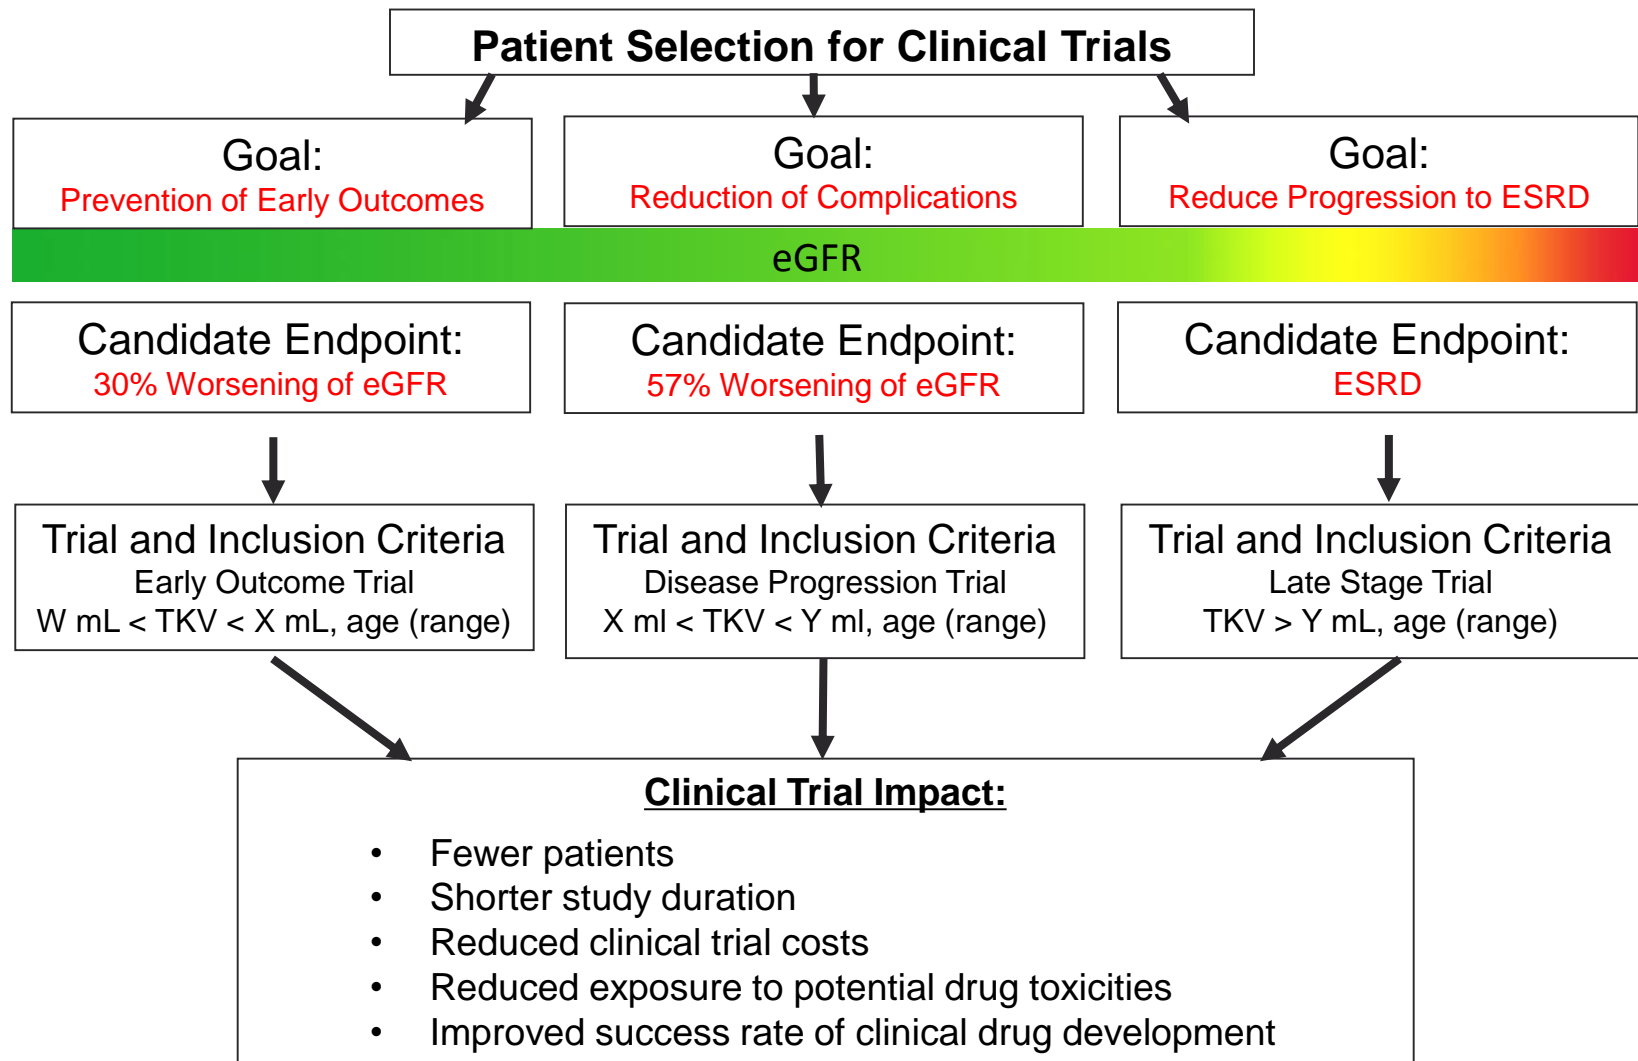 Patient Selection for Clinical Trials
Goal:
Prevention of Early Outcomes
Goal:
Reduction of Complications
Goal:
Reduce Progression to ESRD
eGFR
Candidate Endpoint:
30% Worsening of eGFR
Candidate Endpoint:
57% Worsening of eGFR
Candidate Endpoint:
ESRD
Trial and Inclusion Criteria
Early Outcome Trial
W mL < TKV < X mL, age (range)
Trial and Inclusion Criteria
Disease Progression Trial
X ml < TKV < Y ml, age (range)
Trial and Inclusion Criteria
Late Stage Trial
TKV > Y mL, age (range)
Clinical Trial Impact:
• Fewer patients
• Shorter study duration
• Reduced clinical trial costs
• Reduced exposure to potential drug toxicities
• Improved success rate of clinical drug development